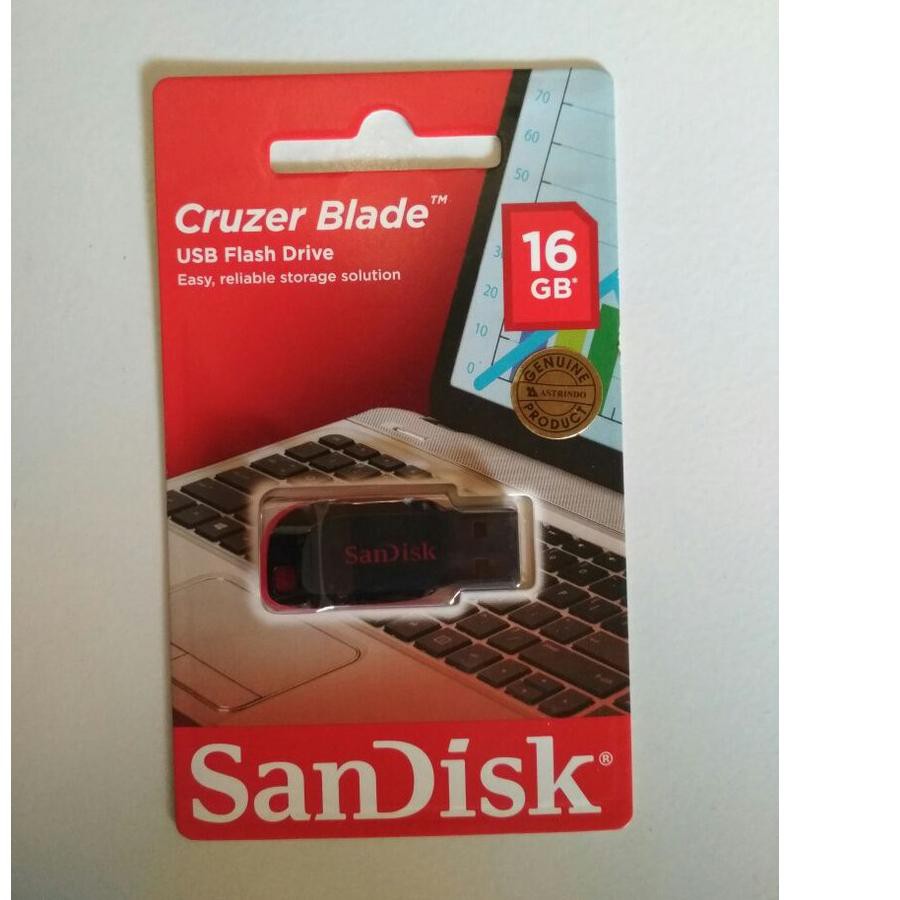 Cruzer Blade™
USB Flash Drive
Easy, reliable storage solution
70
60
50
20
10
0
16
GB*
GENUINE
ASTRINDO
PRODUCT
SanDisk
SanDisk®